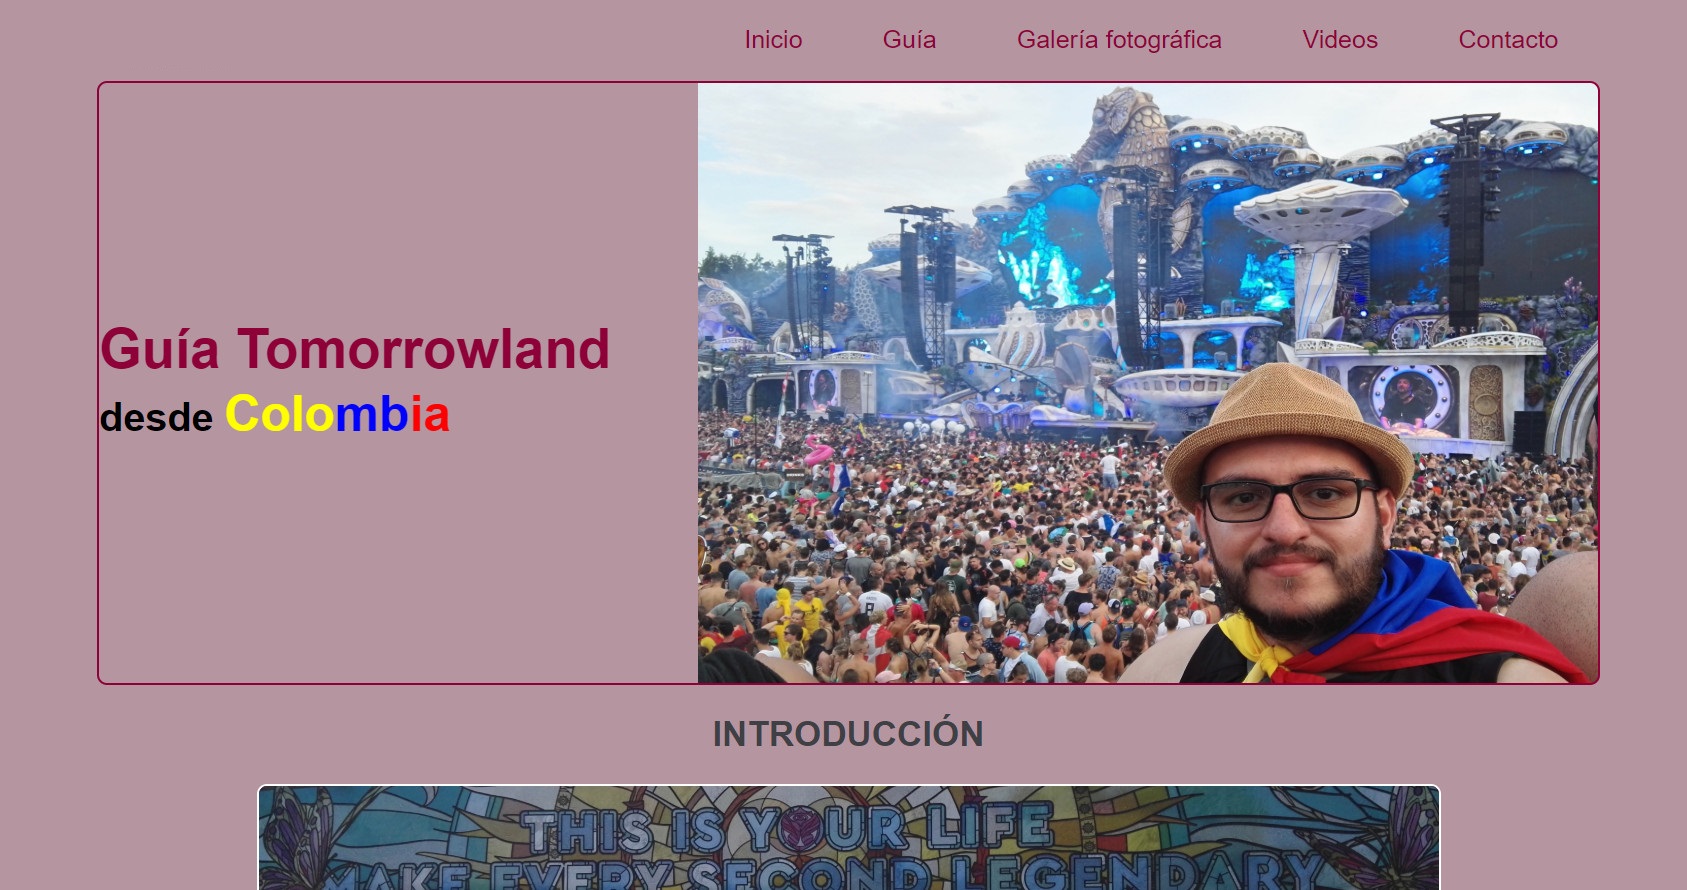 Inicio Guía Galería fotográfica Videos Contacto
Guía Tomorrowland
desde Colombia
INTRODUCCIÓN
THIS IS YOUR LIFE
MAKE EVERY SECOND LEGENDARY